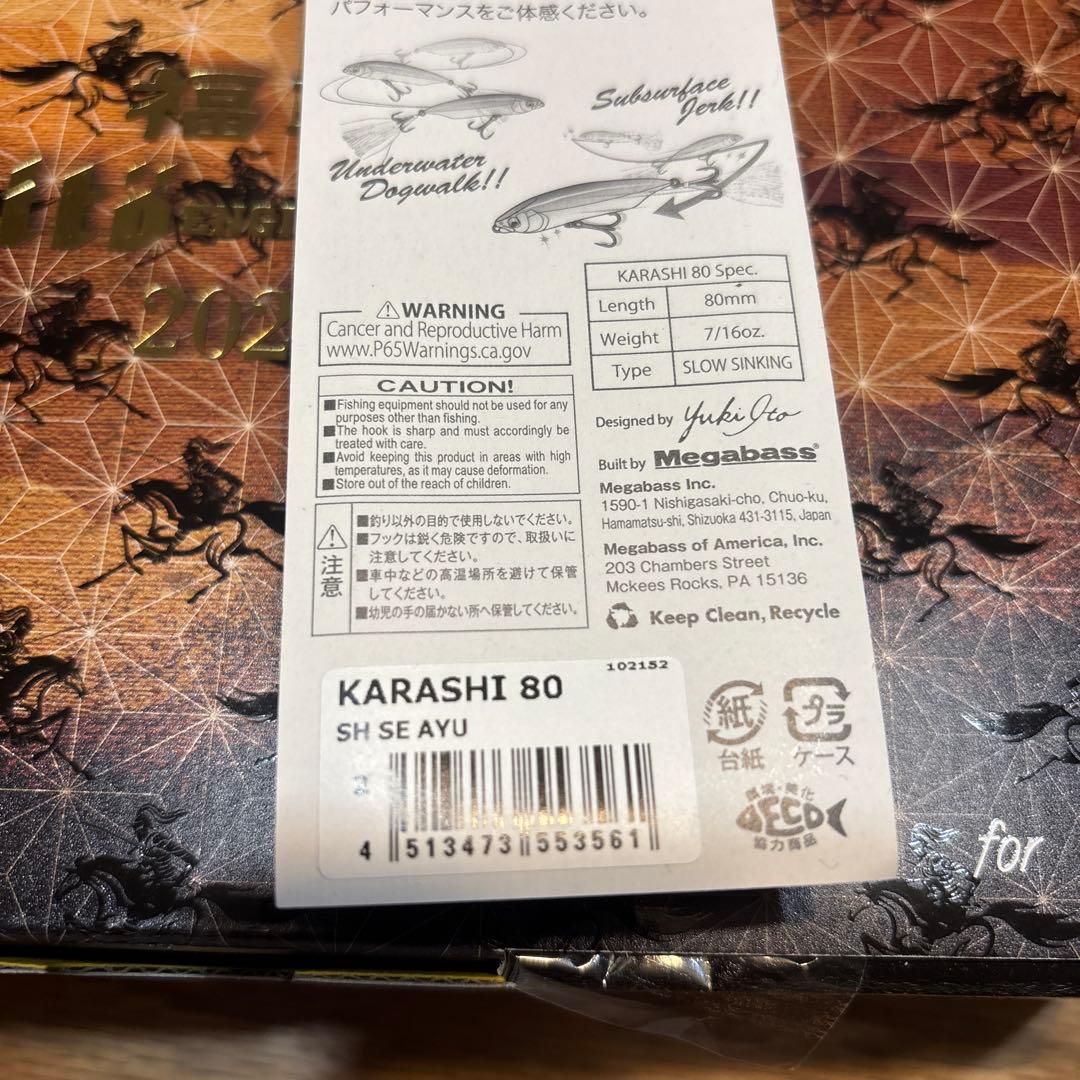 パフォーマンスをご体感ください。
Underwater
Dogwalk!!
Subsurface
Jerk!!
KARASHI 80 Spec.
Length 80mm
Weight 7/16oz.
Type SLOW SINKING
⚠WARNING
Cancer and Reproductive Harm
www.P65Warnings.ca.gov
CAUTION!
■Fishing equipment should not be used for any
purposes other than fishing.
■The hook is sharp and must accordingly be
treated with care.
■Avoid keeping this product in areas with high
temperatures, as it may cause deformation.
■Store out of the reach of children.
⚠注意
■釣り以外の目的で使用しないでください。
■フックは鋭く危険ですので、取扱いに
注意してください。
■車中などの高温場所を避けて保管
してください。
■幼児の手の届かない所へ保管してください。
Designed by Yuki Ito
Built by Megabass®
Megabass Inc.
1590-1 Nishigasaki-cho, Chuo-ku,
Hamamatsu-shi, Shizuoka 431-3115, Japan
Megabass of America, Inc.
203 Chambers Street
Mckees Rocks, PA 15136
Keep Clean, Recycle
102152
KARASHI 80
SH SE AYU
2
4 513473 553561
紙
台紙
プラ
ケース
環境・美化
ECO
協力商品
福
202
for